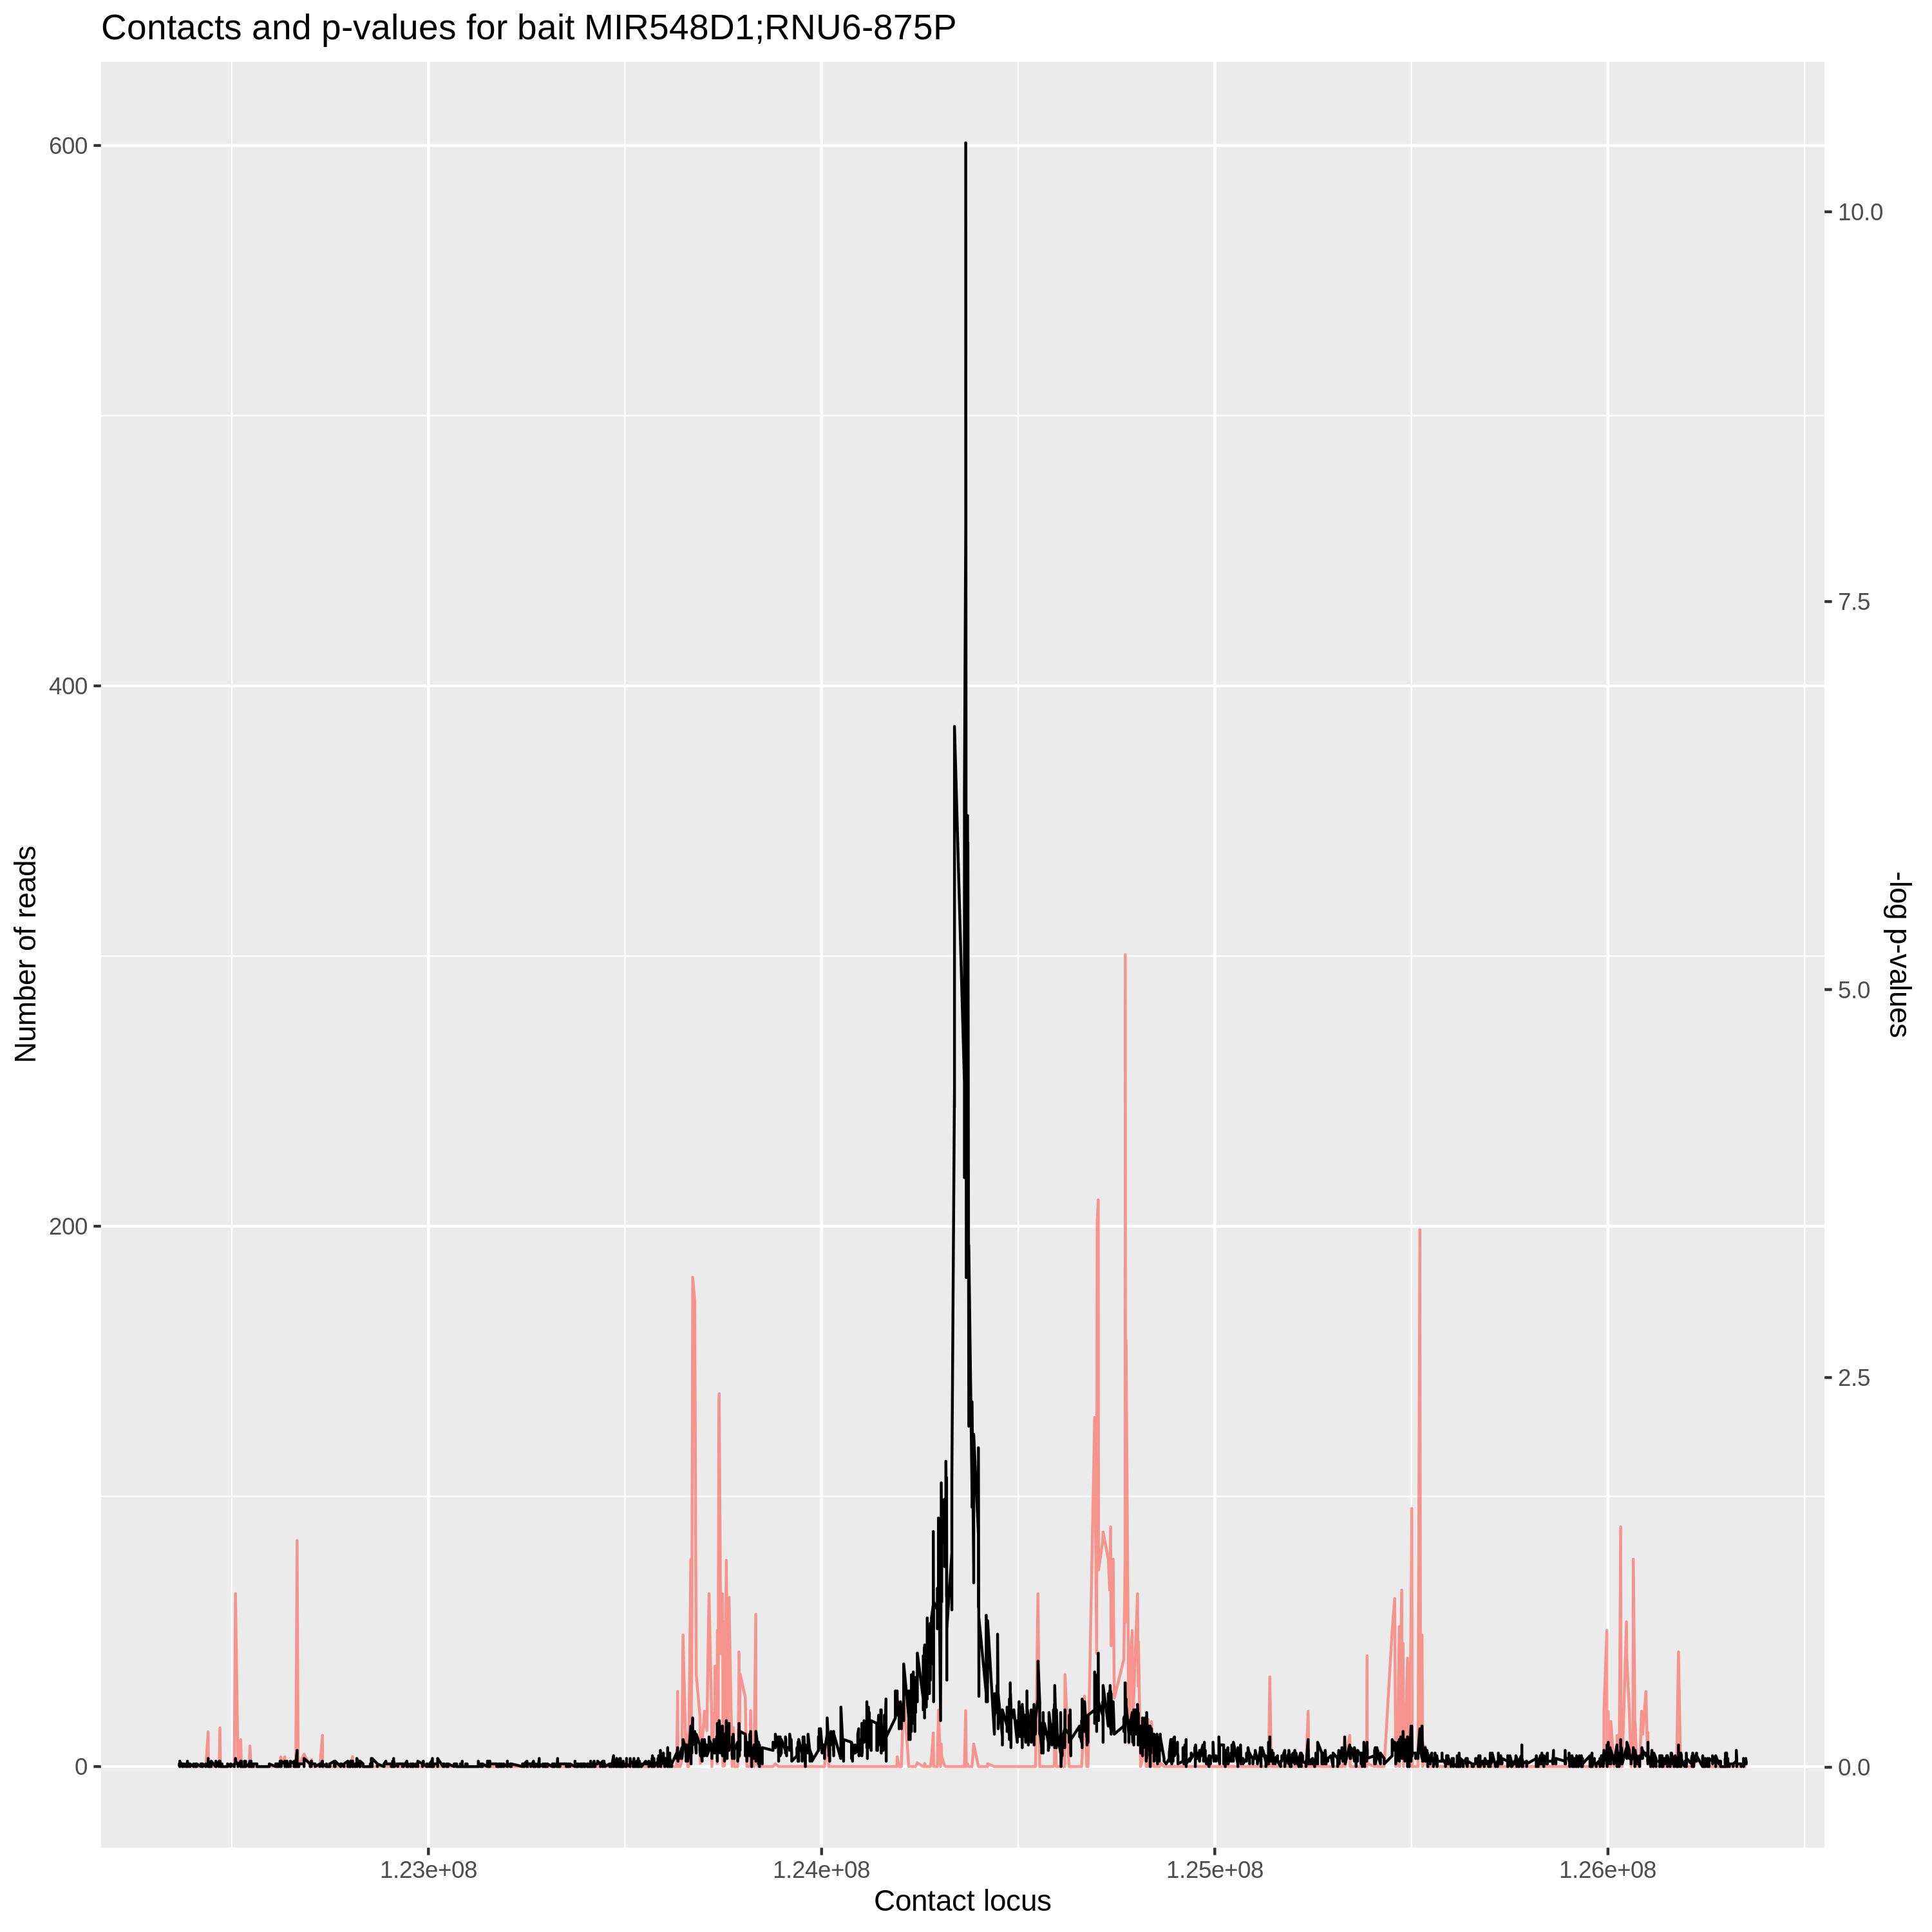 Contacts and p-values for bait MIR548D1;RNU6-875P
600
400
200
0
Number of reads
10.0
7.5
5.0
2.5
0.0
-log p-values
1.23e+08 1.24e+08 1.25e+08 1.26e+08
Contact locus